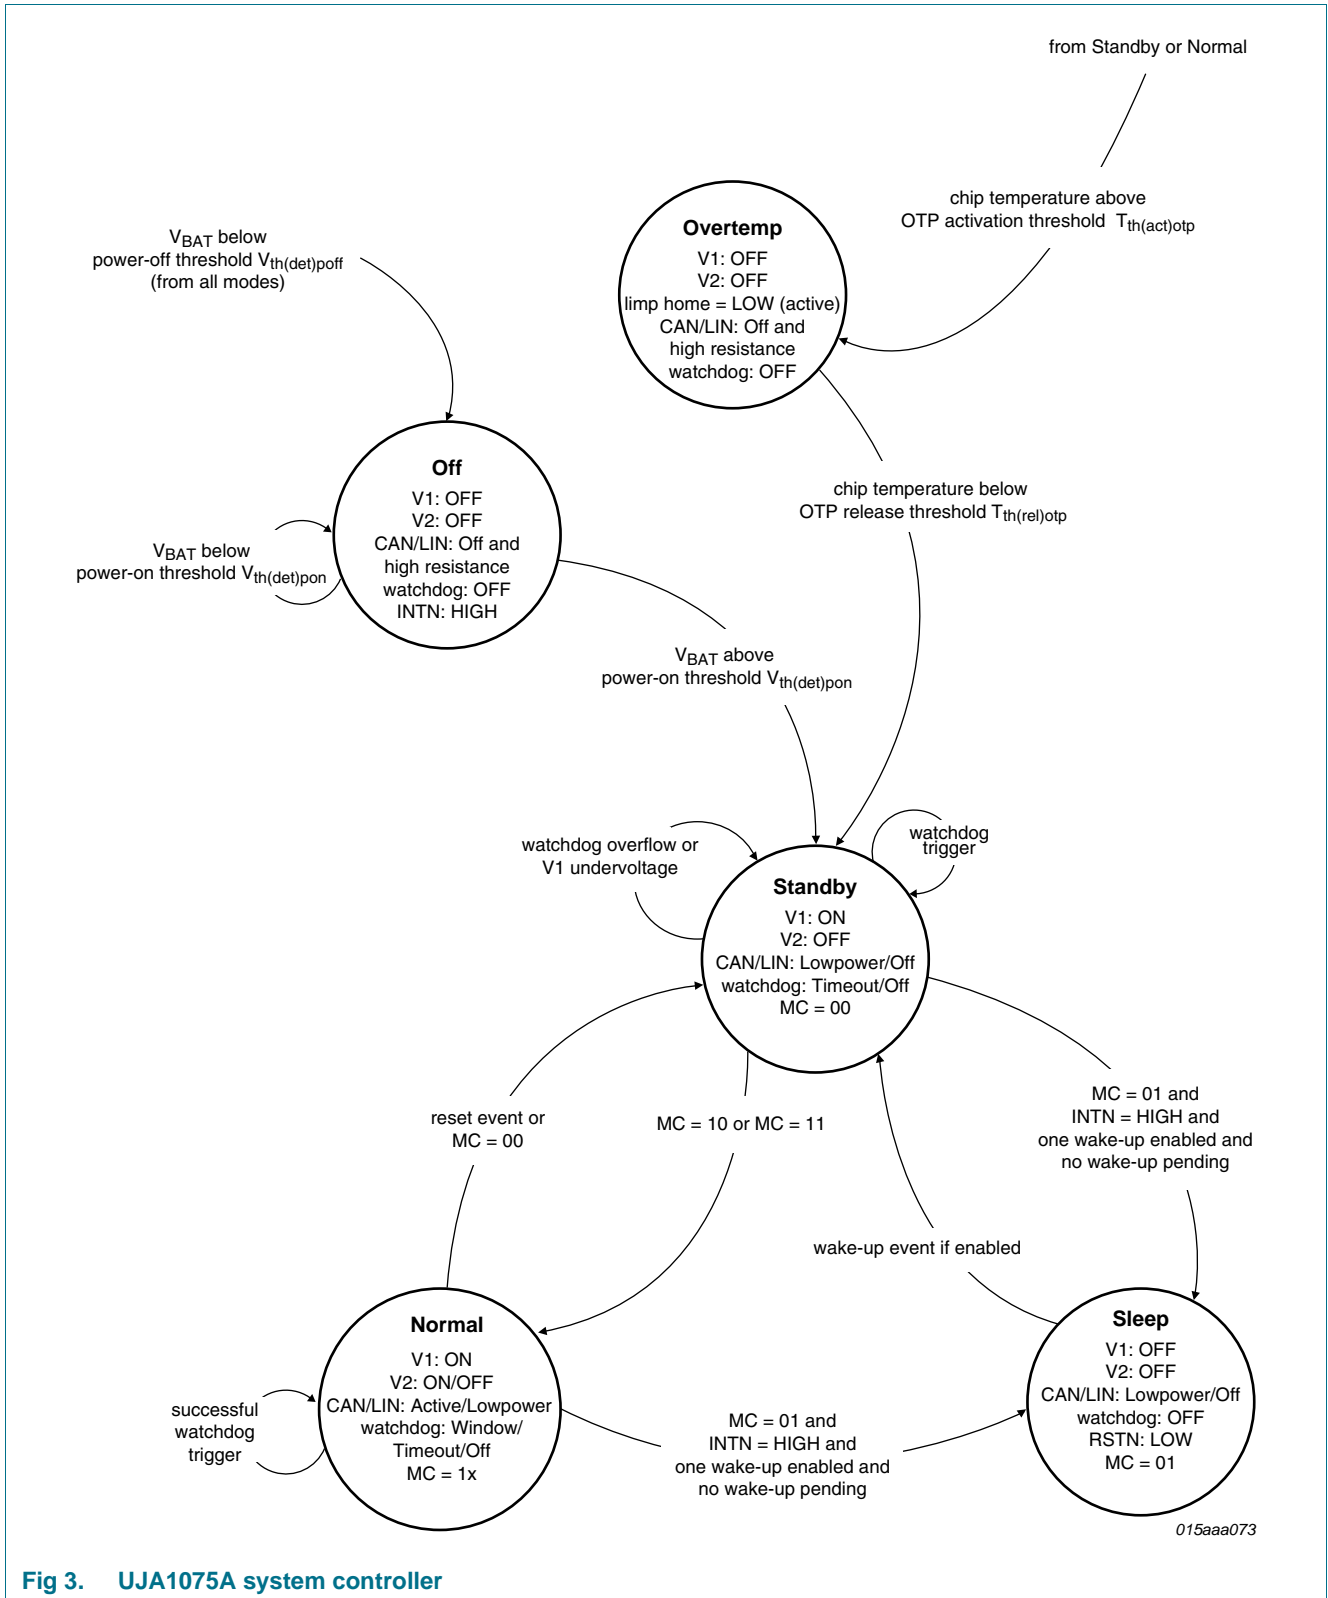 from Standby or Normal
chip temperature above
OTP activation threshold Tth(act)otp
Overtemp
V1: OFF
V2: OFF
limp home = LOW (active)
CAN/LIN: Off and
high resistance
watchdog: OFF
VBAT below
power-off threshold Vth(det)poff
(from all modes)
Off
V1: OFF
V2: OFF
CAN/LIN: Off and
high resistance
watchdog: OFF
INTN: HIGH
VBAT below
power-on threshold Vth(det)pon
chip temperature below
OTP release threshold Tth(rel)otp
VBAT above
power-on threshold Vth(det)pon
watchdog overflow or
V1 undervoltage
watchdog
trigger
Standby
V1: ON
V2: OFF
CAN/LIN: Lowpower/Off
watchdog: Timeout/Off
MC = 00
reset event or
MC = 00
MC = 10 or MC = 11
MC = 01 and
INTN = HIGH and
one wake-up enabled and
no wake-up pending
wake-up event if enabled
Normal
V1: ON
V2: ON/OFF
CAN/LIN: Active/Lowpower
watchdog: Window/
Timeout/Off
MC = 1x
successful
watchdog
trigger
MC = 01 and
INTN = HIGH and
one wake-up enabled and
no wake-up pending
Sleep
V1: OFF
V2: OFF
CAN/LIN: Lowpower/Off
watchdog: OFF
RSTN: LOW
MC = 01
015aaa073
Fig 3. UJA1075A system controller